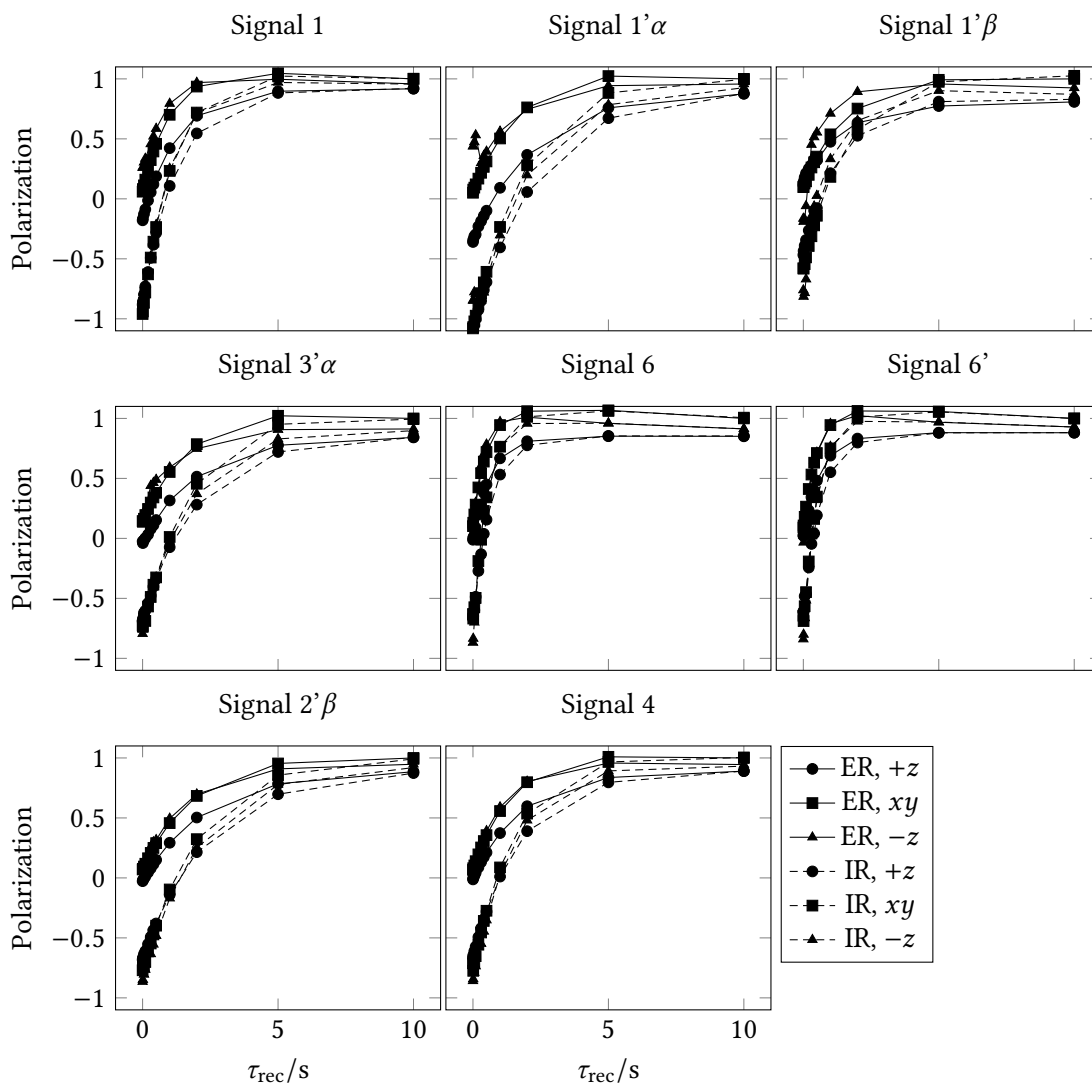 Signal 1
Signal 1'α
Signal 1'β
Polarization
1
0.5
0
−0.5
−1
Signal 3'α
Signal 6
Signal 6'
Polarization
1
0.5
0
−0.5
−1
Signal 2'β
Signal 4
Polarization
1
0.5
0
−0.5
−1
0 5 10
0 5 10
τrec/s
τrec/s
ER, +z
ER, xy
ER, −z
IR, +z
IR, xy
IR, −z